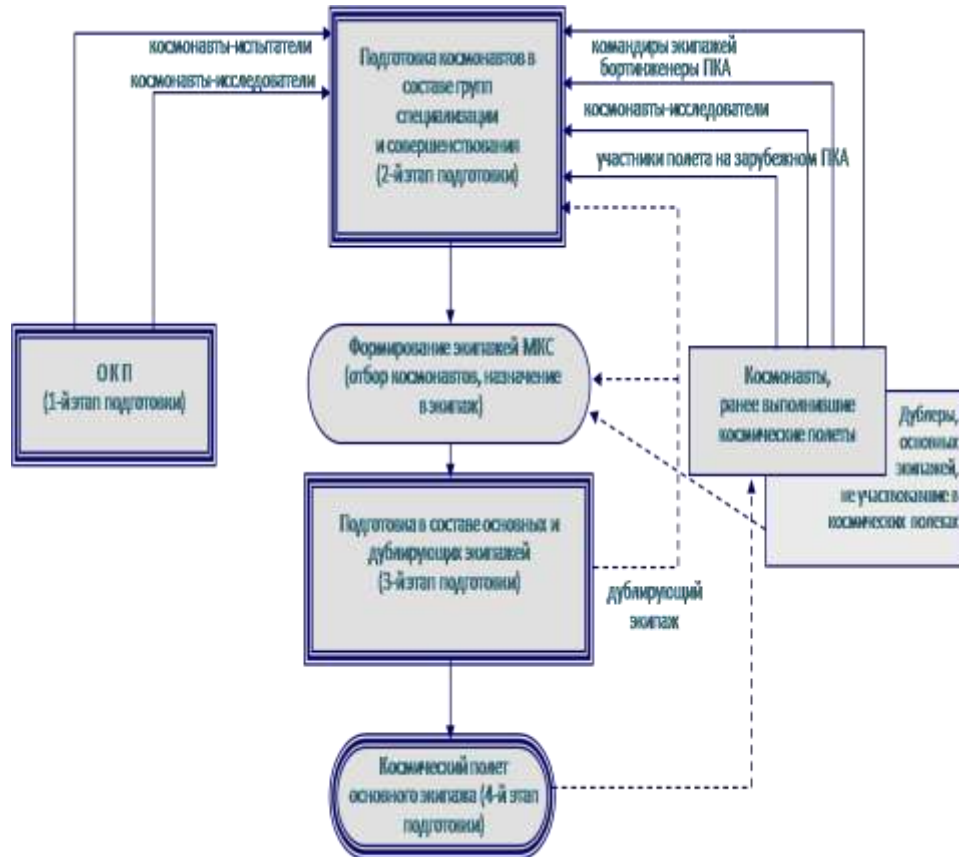 космонавты-испытатели
космонавты-исследователи
Подготовка космонавтов в
составе групп
специализации
и совершенствования
(2-й этап подготовки)
командиры экипажей
бортинженеры ПКА
космонавты-исследователи
участники полета на зарубежном ПКА
ОКП
(1-й этап подготовки)
Формирование экипажей МКС
(отбор космонавтов, назначение
в экипаж)
Космонавты,
ранее выполнившие
космические полеты
Дублеры,
основных
экипажей,
не участвовавшие в
космических полеках
Подготовка в составе основных и
дублирующих экипажей
(3-й этап подготовки)
дублирующий
экипаж
Космический полет
основного экипажа (4-й этап
подготовки)